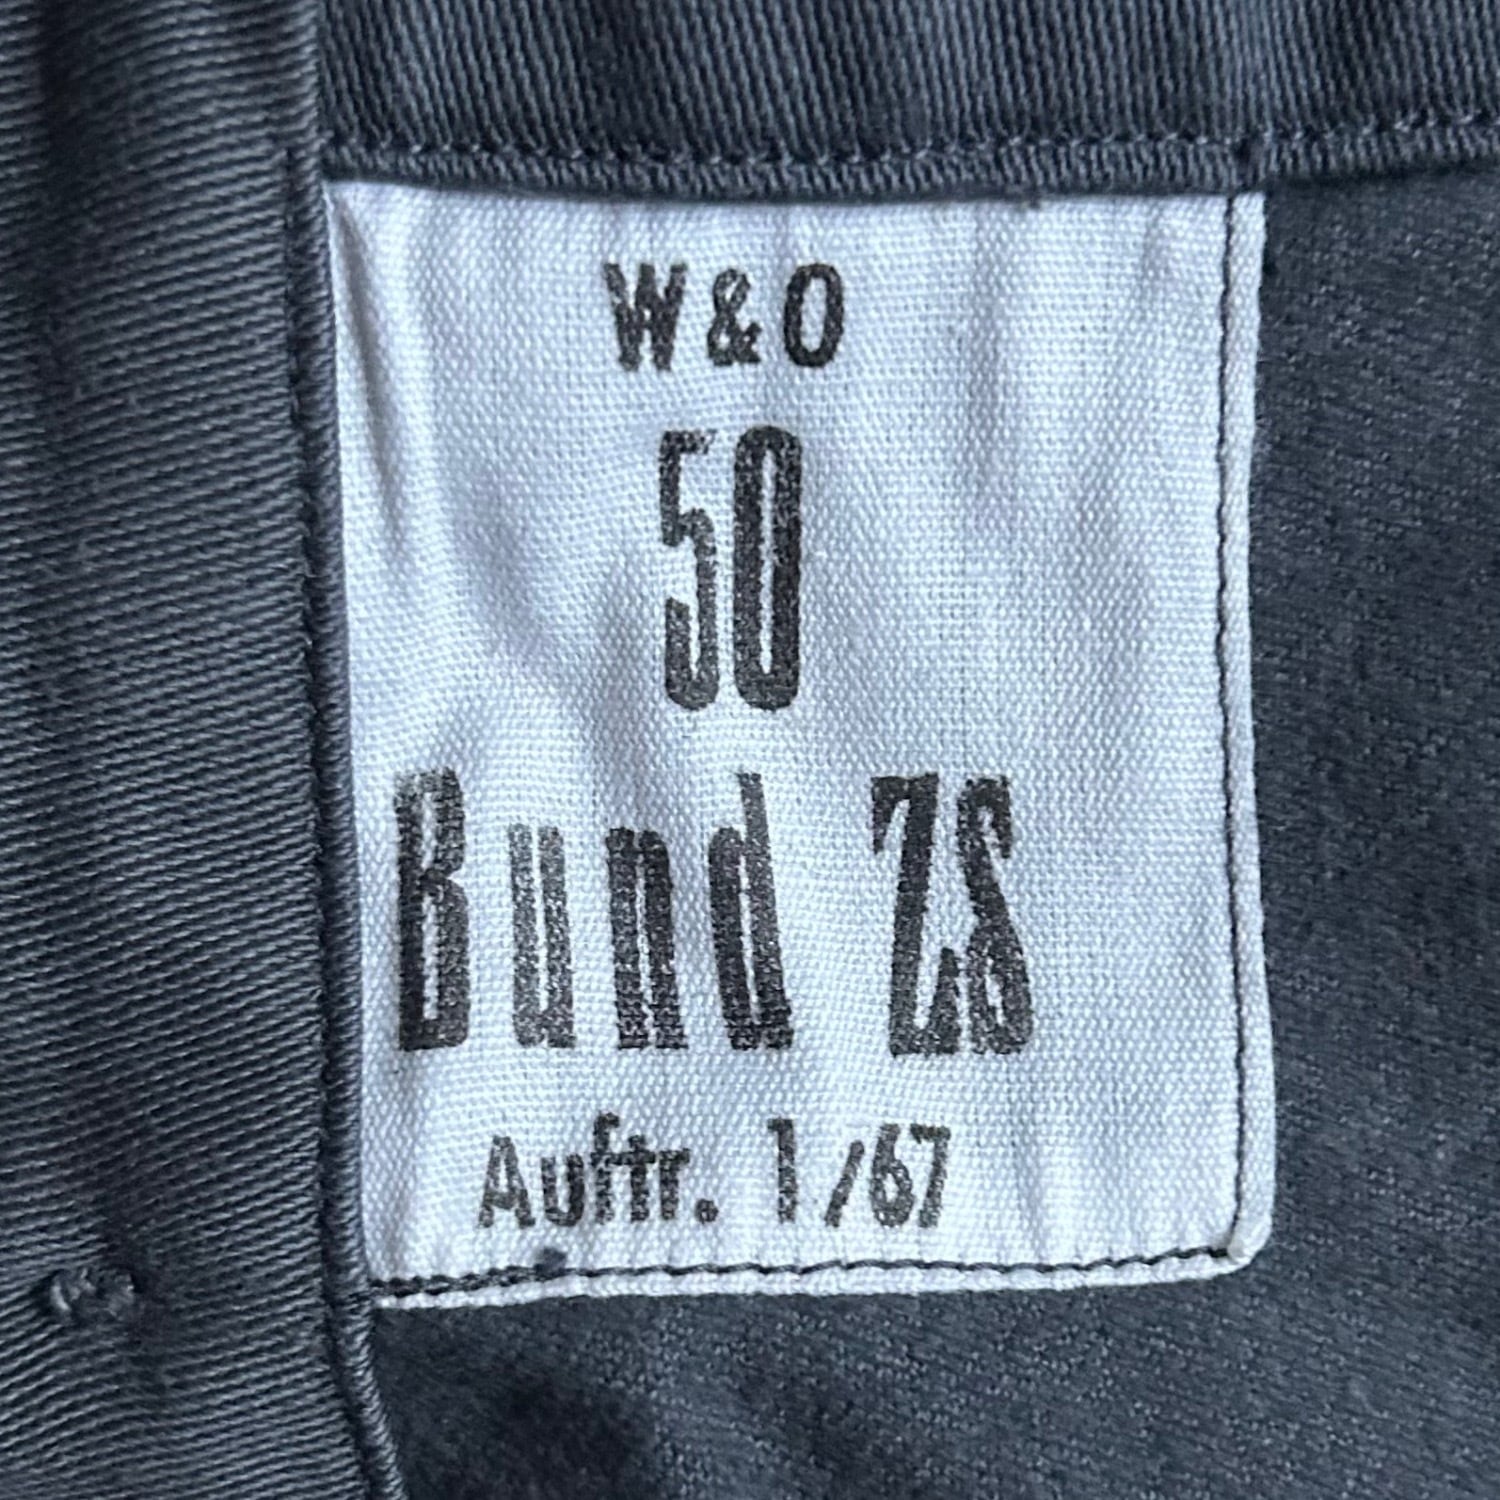 W & O
50
Bund ZS
Auftr. 1/67